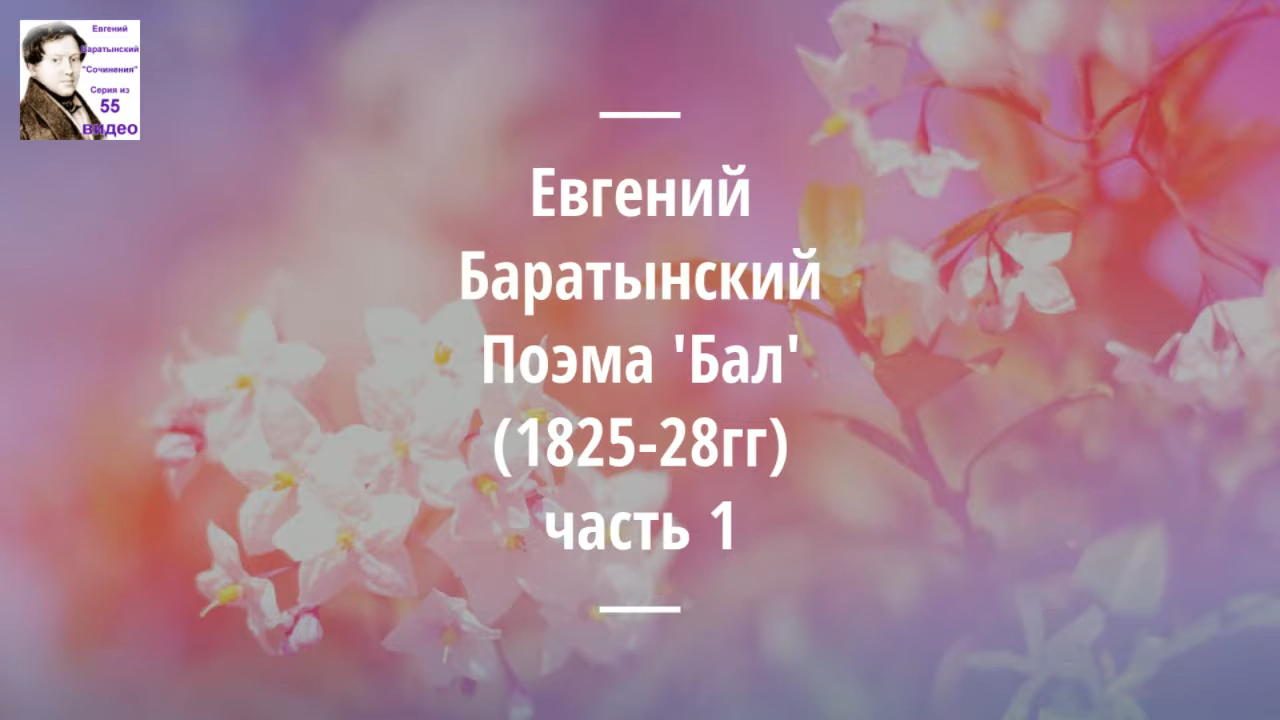 Евгений
Баратынский
"Сочинения"
Серия из
55
видео
Евгений
Баратынский
Поэма 'Бал'
(1825-28гг)
часть 1